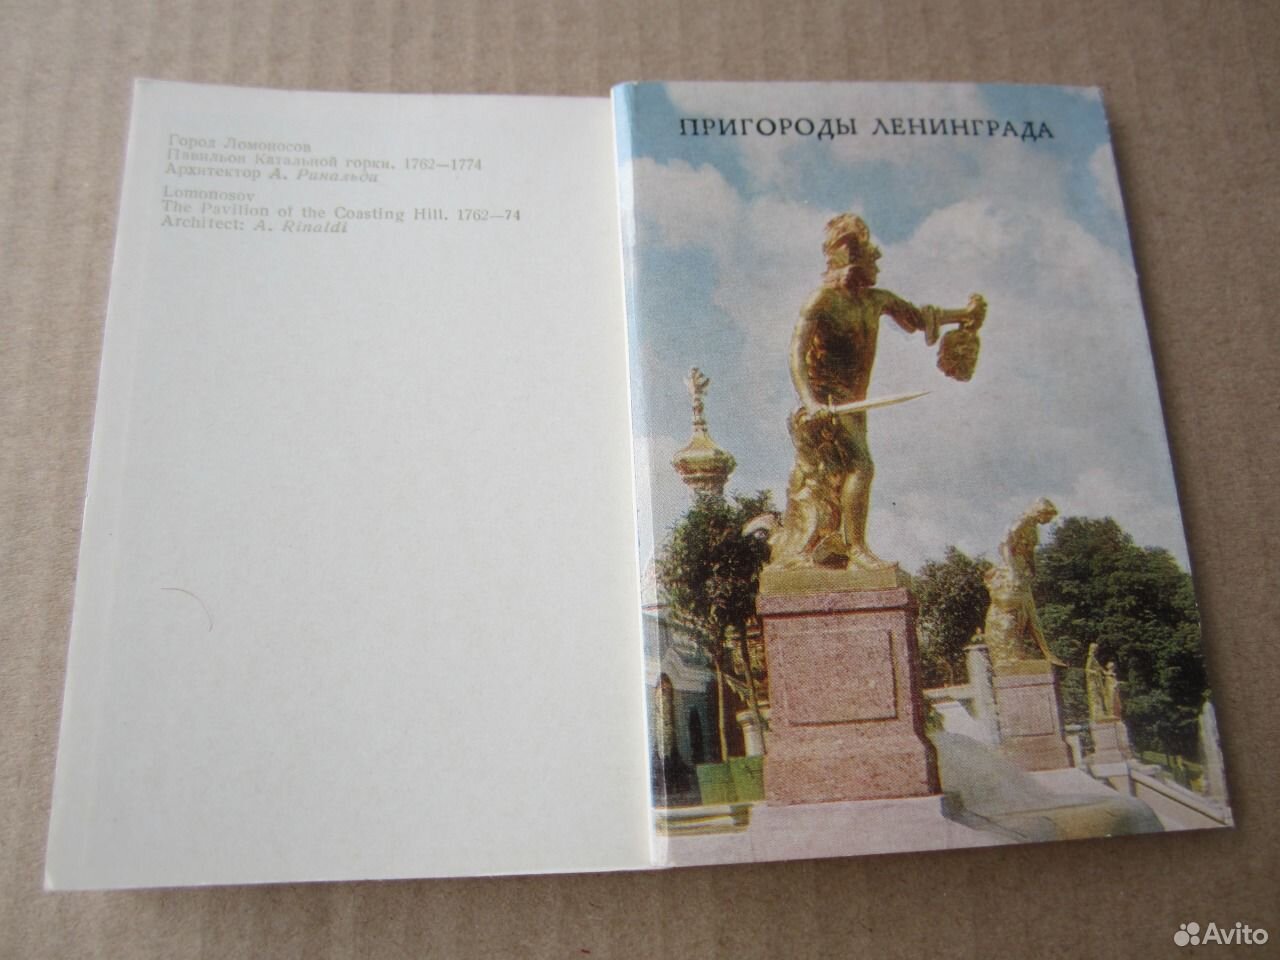 Город Ломоносов
Павильон Катальной горки. 1762—1774
Архитектор А. Ринальди
Lomonosov
The Pavilion of the Coasting Hill. 1762—74
Architect: A. Rinaldi
ПРИГОРОДЫ ЛЕНИНГРАДА
Avito